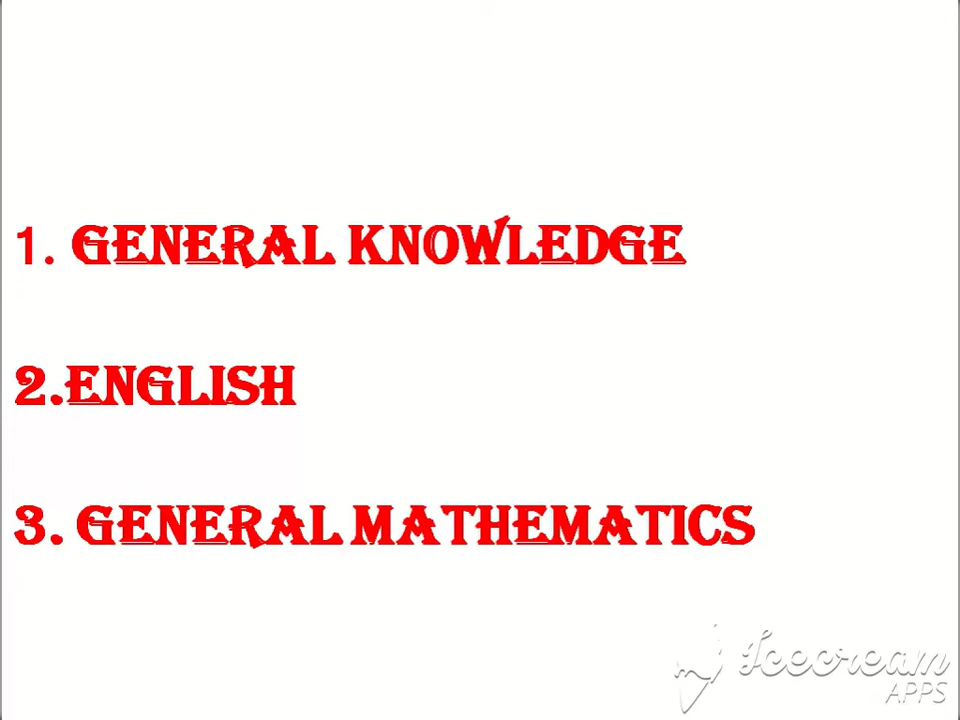 1. GENERAL KNOWLEDGE
2.ENGLISH
3. GENERAL MATHEMATICS
Icecream
APPS